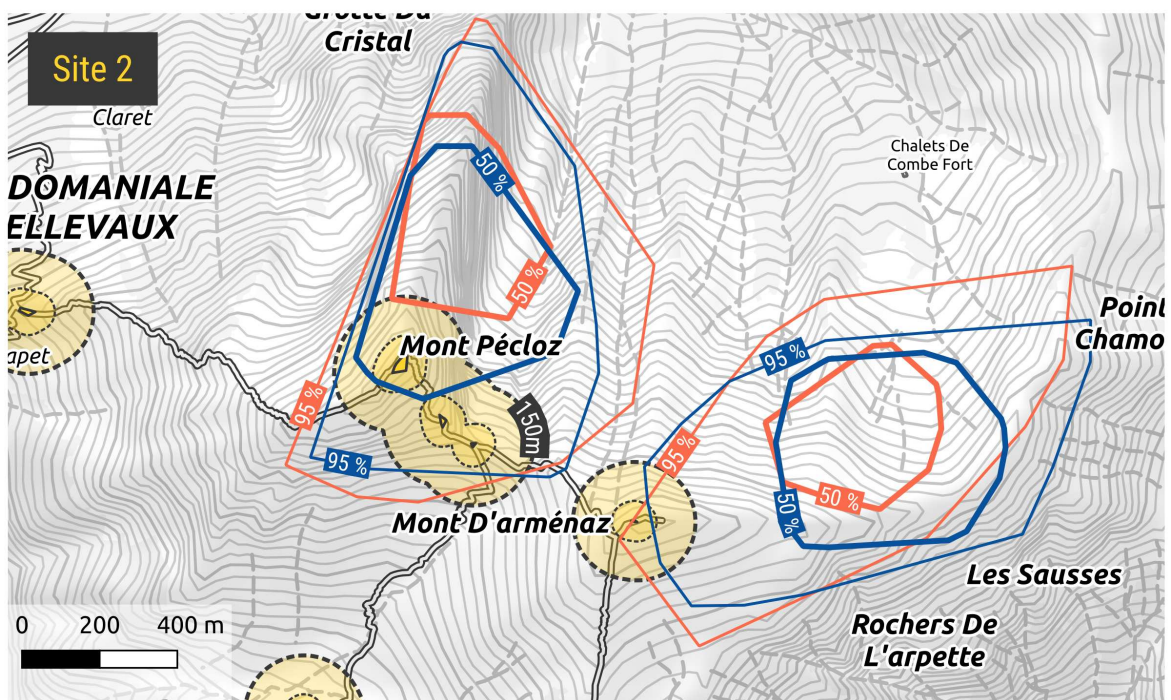 Grotte Du
Cristal
Site 2
Claret
Chalets De
Combe Fort
50 %
DOMANIALE
ELLEVAUX
50 %
Point
Chamo
apet
Mont Pécloz
95 %
95 %
150m
95 %
95 %
50 %
50 %
Mont D'arménaz
Les Sausses
0 200 400 m
Rochers De
L'arpette